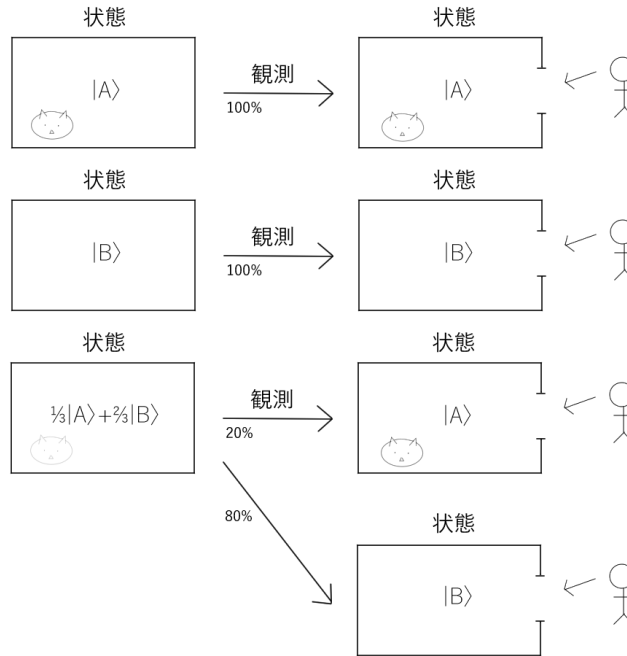 状態 状態
|A⟩ 観測 |A⟩
100%
状態 状態
|B⟩ 観測 |B⟩
100%
状態 状態
⅓|A⟩+⅔|B⟩ 観測 |A⟩
20%
80%
状態
|B⟩